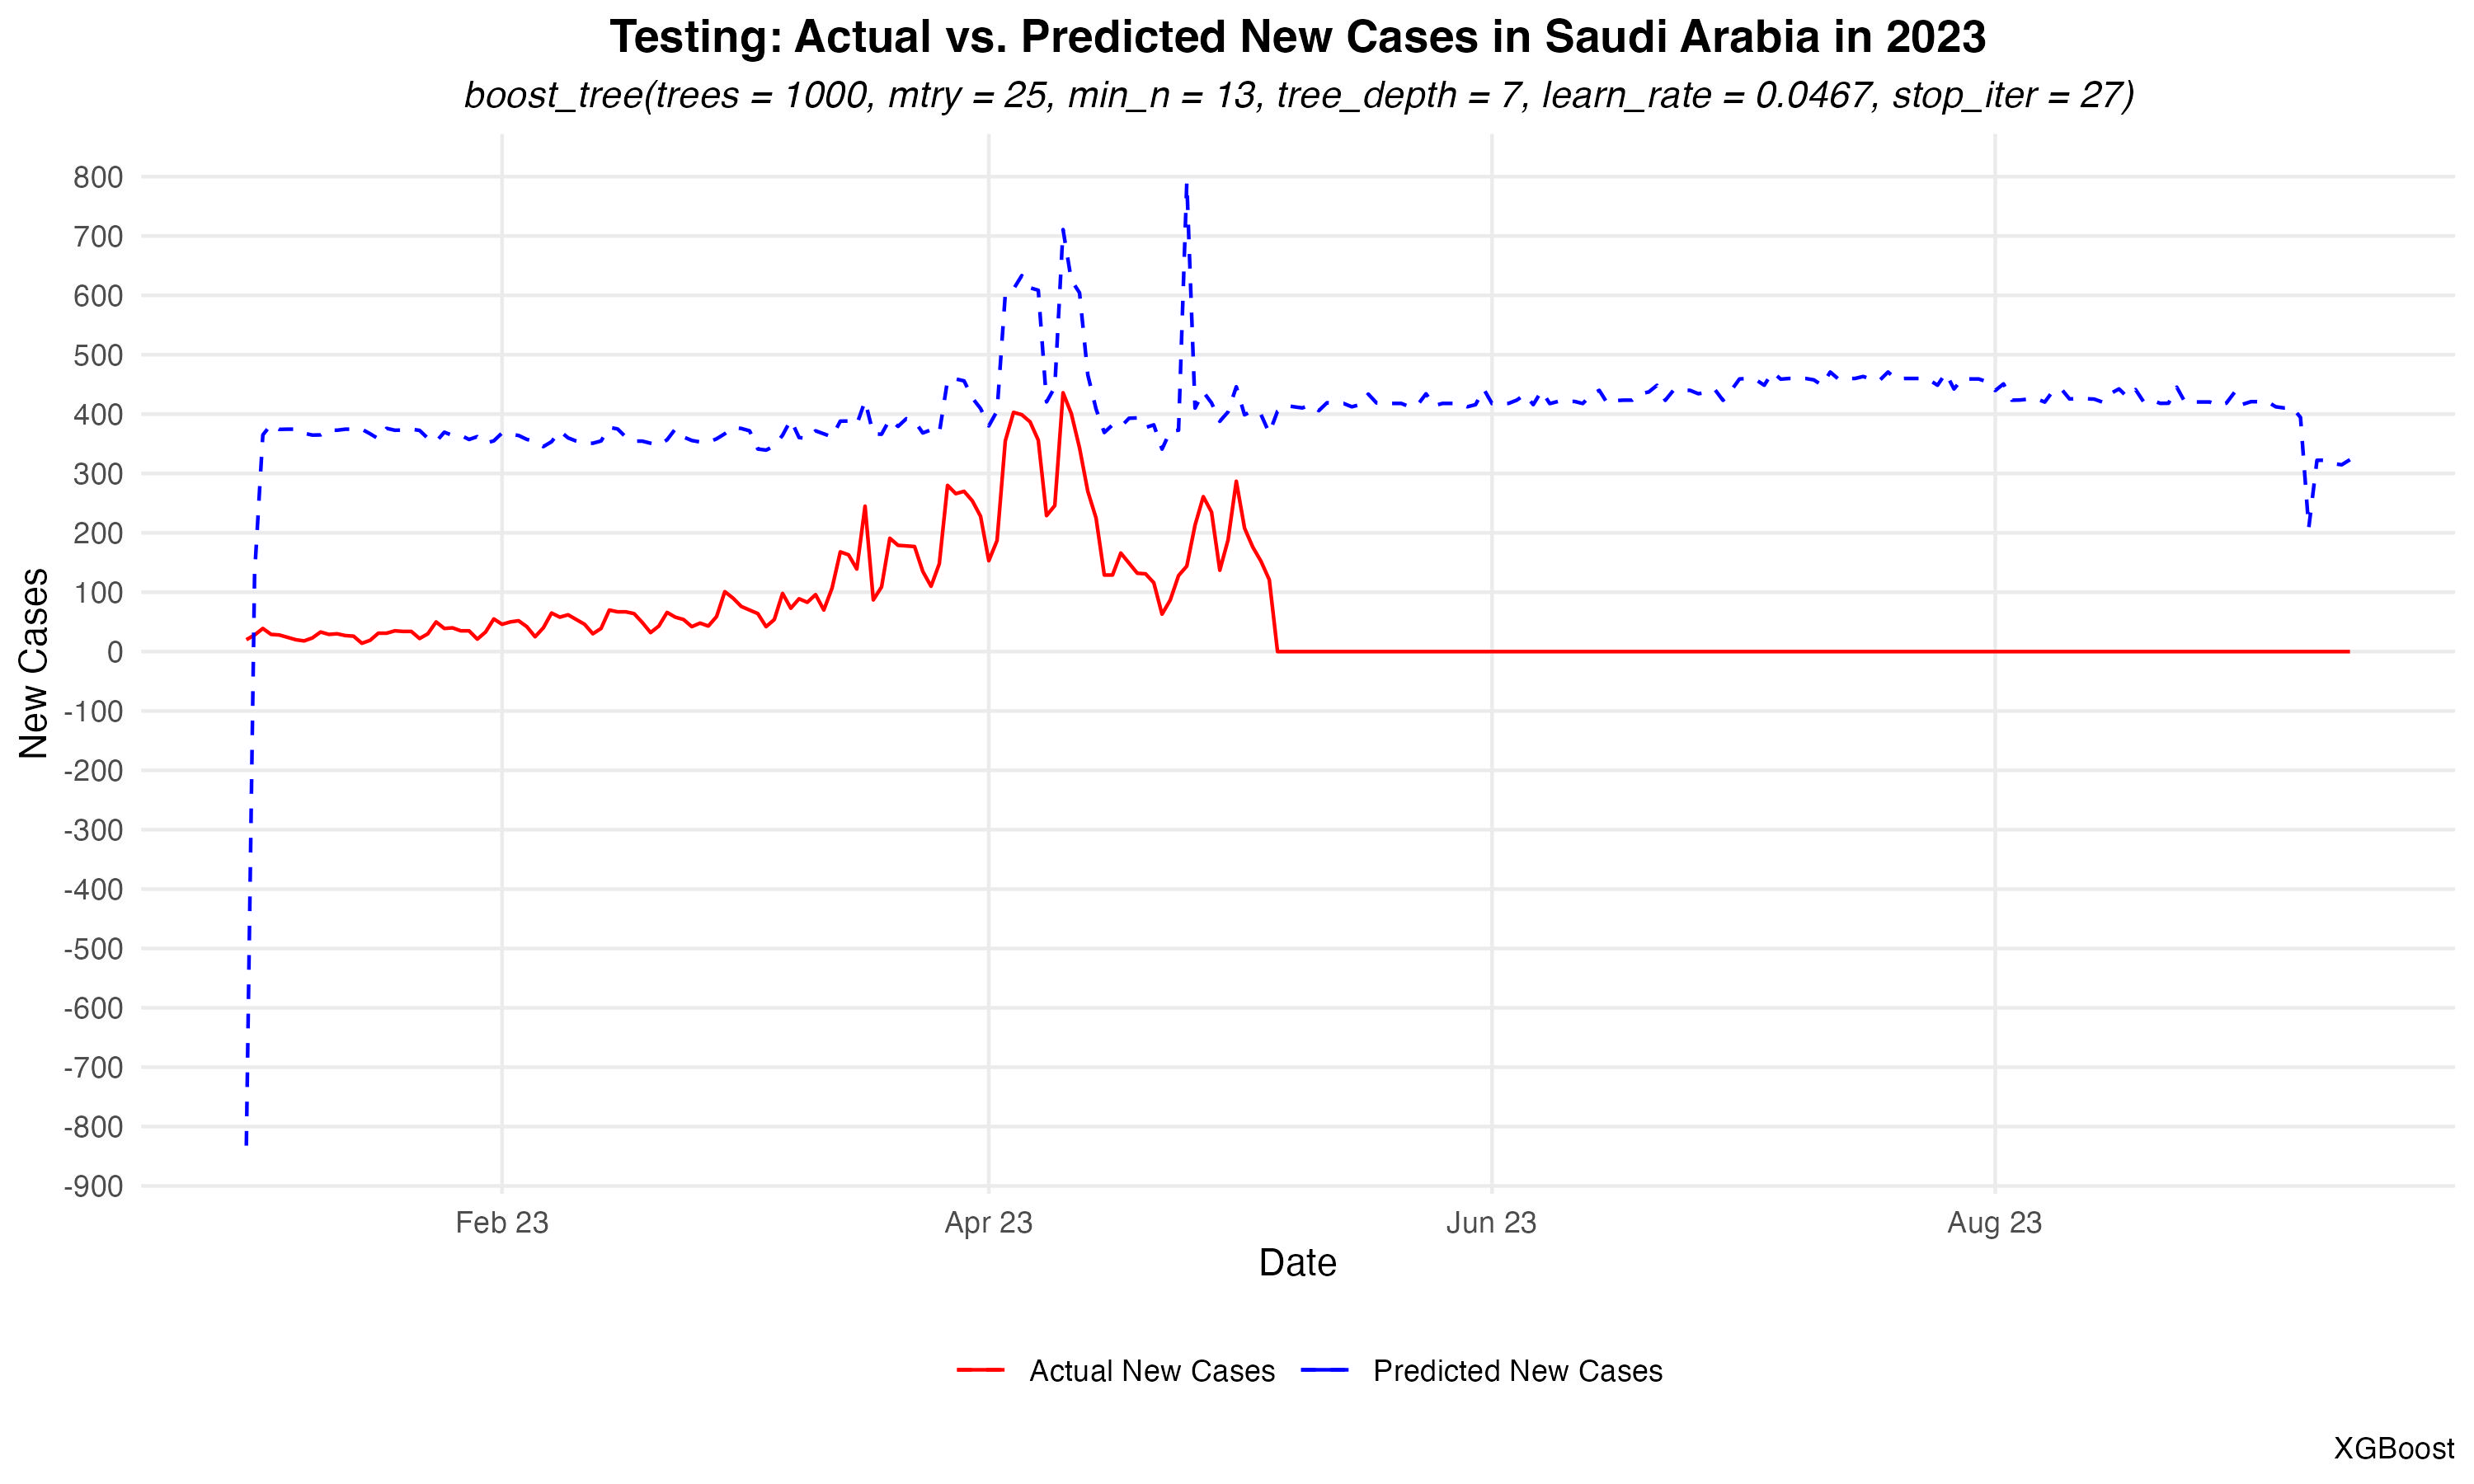 Testing: Actual vs. Predicted New Cases in Saudi Arabia in 2023
boost_tree(trees = 1000, mtry = 25, min_n = 13, tree_depth = 7, learn_rate = 0.0467, stop_iter = 27)
800
700
600
500
400
300
200
100
0
-100
-200
-300
-400
-500
-600
-700
-800
-900
New Cases
Feb 23 Apr 23 Jun 23 Aug 23
Date
Actual New Cases Predicted New Cases
XGBoost